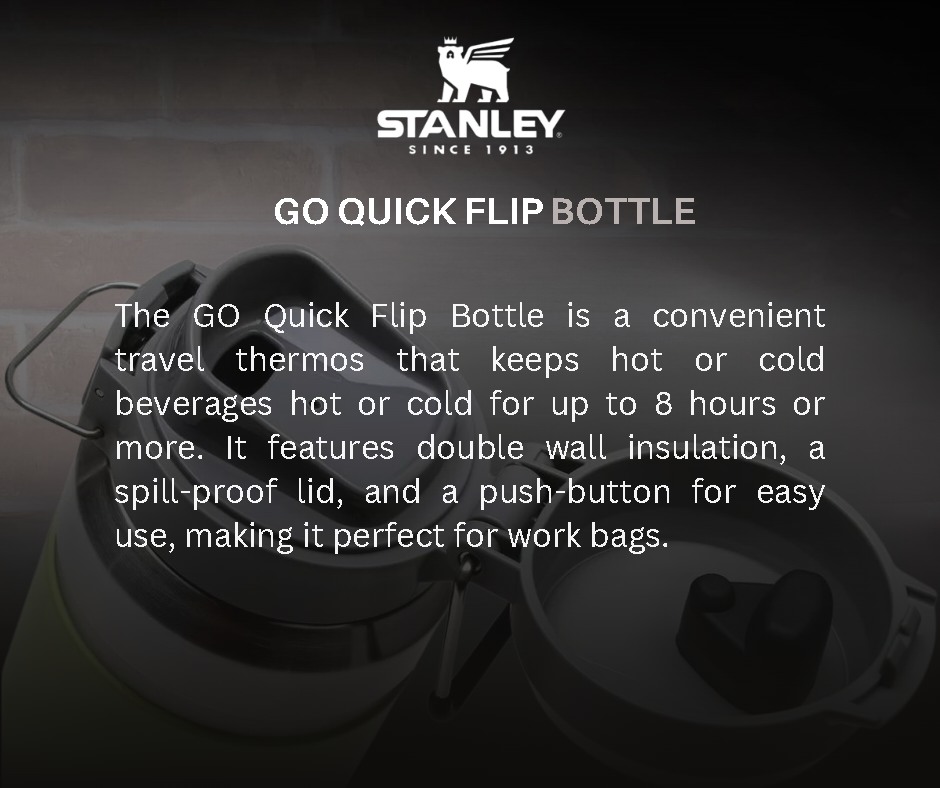 STANLEY®
SINCE 1913
GO QUICK FLIP BOTTLE
The GO Quick Flip Bottle is a convenient
travel thermos that keeps hot or cold
beverages hot or cold for up to 8 hours or
more. It features double wall insulation, a
spill-proof lid, and a push-button for easy
use, making it perfect for work bags.